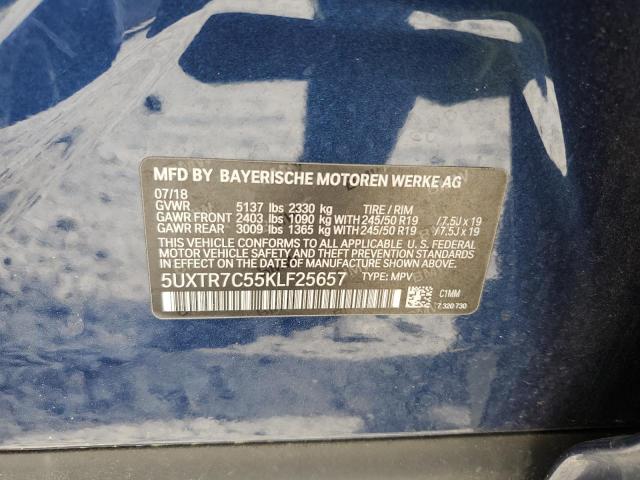 MFD BY BAYERISCHE MOTOREN WERKE AG
07/18
GVWR 5137 lbs 2330 kg TIRE / RIM
GAWR FRONT 2403 lbs 1090 kg WITH 245/50 R19 / 7.5J x 19
GAWR REAR 3009 lbs 1365 kg WITH 245/50 R19 / 7.5J x 19
THIS VEHICLE CONFORMS TO ALL APPLICABLE U. S. FEDERAL
MOTOR VEHICLE SAFETY, BUMPER, AND THEFT PREVENTION
STANDARDS IN EFFECT ON THE DATE OF MANUFACTURE SHOWN ABOVE.
5UXTR7C55KLF25657 TYPE: MPV
C1MM
7 320 730